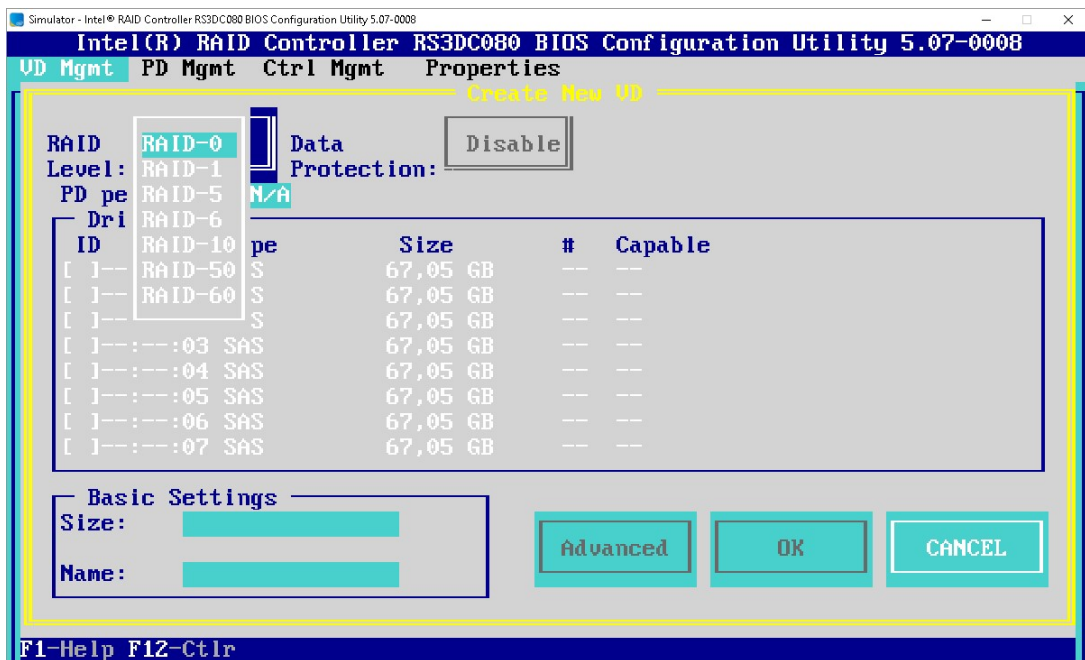 Simulator - Intel® RAID Controller RS3DC080 BIOS Configuration Utility 5.07-0008
Intel(R) RAID Controller RS3DC080 BIOS Configuration Utility 5.07-0008
VD Mgmt PD Mgmt Ctrl Mgmt Properties
Create New VD
RAID RAID-0 Data Disable
Level: RAID-1 Protection:
PD pe RAID-5 N/A
Dri RAID-6
ID RAID-10 pe Size # Capable
[ ]-- RAID-50 S 67,05 GB -- --
[ ]-- RAID-60 S 67,05 GB -- --
[ ]-- S 67,05 GB -- --
[ ]--:--:03 SAS 67,05 GB -- --
[ ]--:--:04 SAS 67,05 GB -- --
[ ]--:--:05 SAS 67,05 GB -- --
[ ]--:--:06 SAS 67,05 GB -- --
[ ]--:--:07 SAS 67,05 GB -- --
Basic Settings
Size:
Advanced OK CANCEL
Name:
F1-Help F12-Ctlr